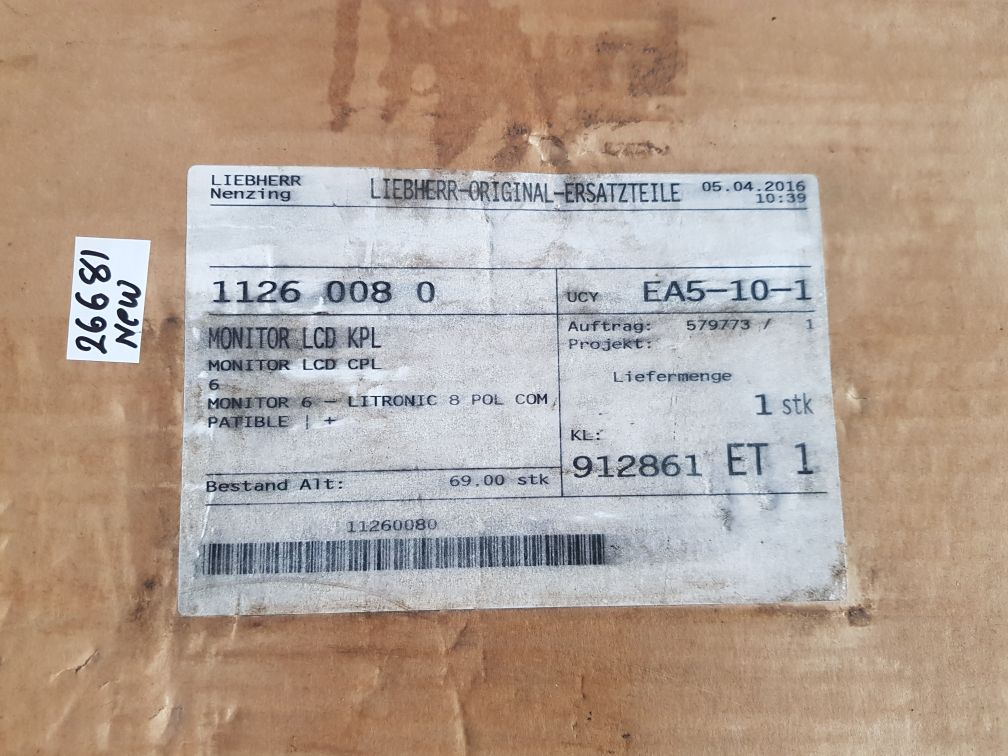 LIEBHERR
Nenzing
LIEBHERR-ORIGINAL-ERSATZTEILE
05.04.2016
10:39
1126 008 0
UCY EA5-10-1
MONITOR LCD KPL
MONITOR LCD CPL
6
MONITOR 6 - LITRONIC 8 POL COM,
PATIBLE | +
Auftrag: 579773 / 1
Projekt:
Liefermenge
1 stk
KL:
912861 ET 1
Bestand Alt: 69.00 stk
11260080
26681
New